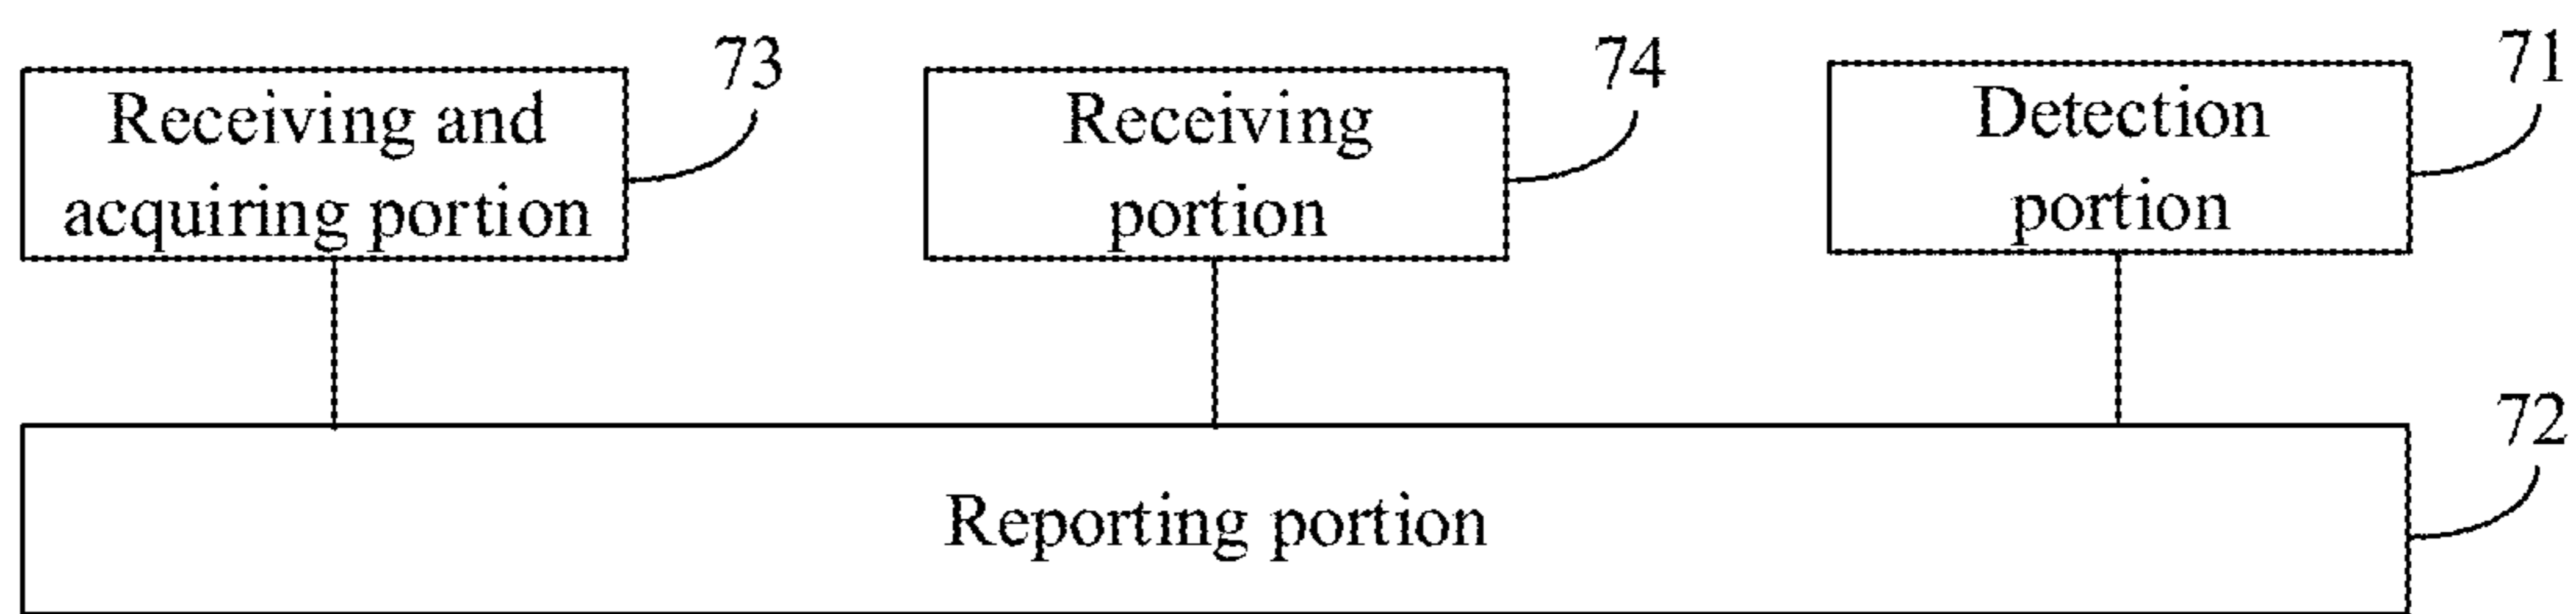 73
74
71
Receiving and
acquiring portion
Receiving
portion
Detection
portion
72
Reporting portion